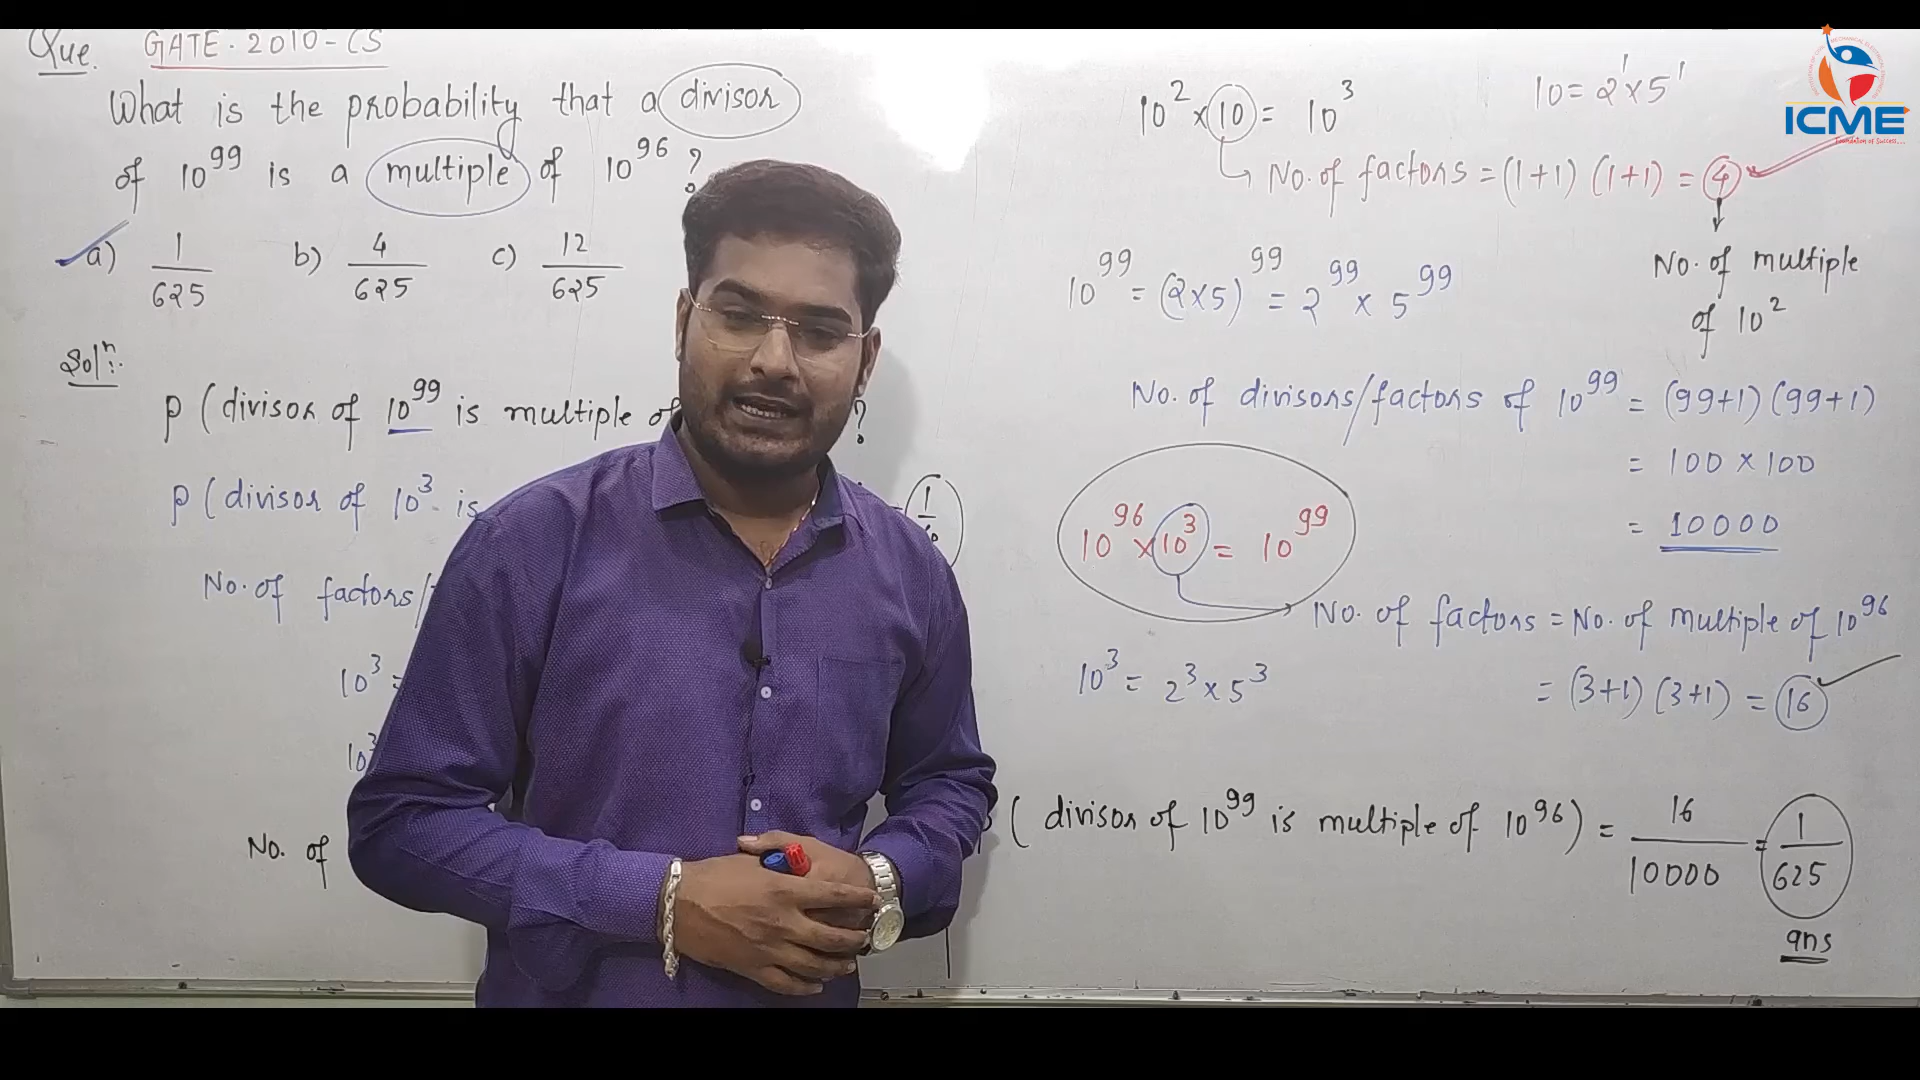 Que. GATE-2010-CS
What is the probability that a divisor
of 10^99 is a multiple of 10^96 ?
a) 1/625 b) 4/625 c) 12/625
Solⁿ:
P ( divisor of 10^99 is multiple of ?
P ( divisor of 10^3 is
No. of factors/
10^3 =
10^3
No. of
10^2 × 10 = 10^3
10 = 2^1 × 5^1
No. of factors = (1+1) (1+1) = 4
No. of multiple
of 10^2
10^99 = (2×5)^99 = 2^99 × 5^99
No. of divisors/factors of 10^99 = (99+1) (99+1)
= 100 × 100
= 10000
10^96 × 10^3 = 10^99
No. of factors = No. of multiple of 10^96
10^3 = 2^3 × 5^3
= (3+1) (3+1) = 16
( divisor of 10^99 is multiple of 10^96 ) = 16/10000 = 1/625
ans
ICME
Foundation of Success...